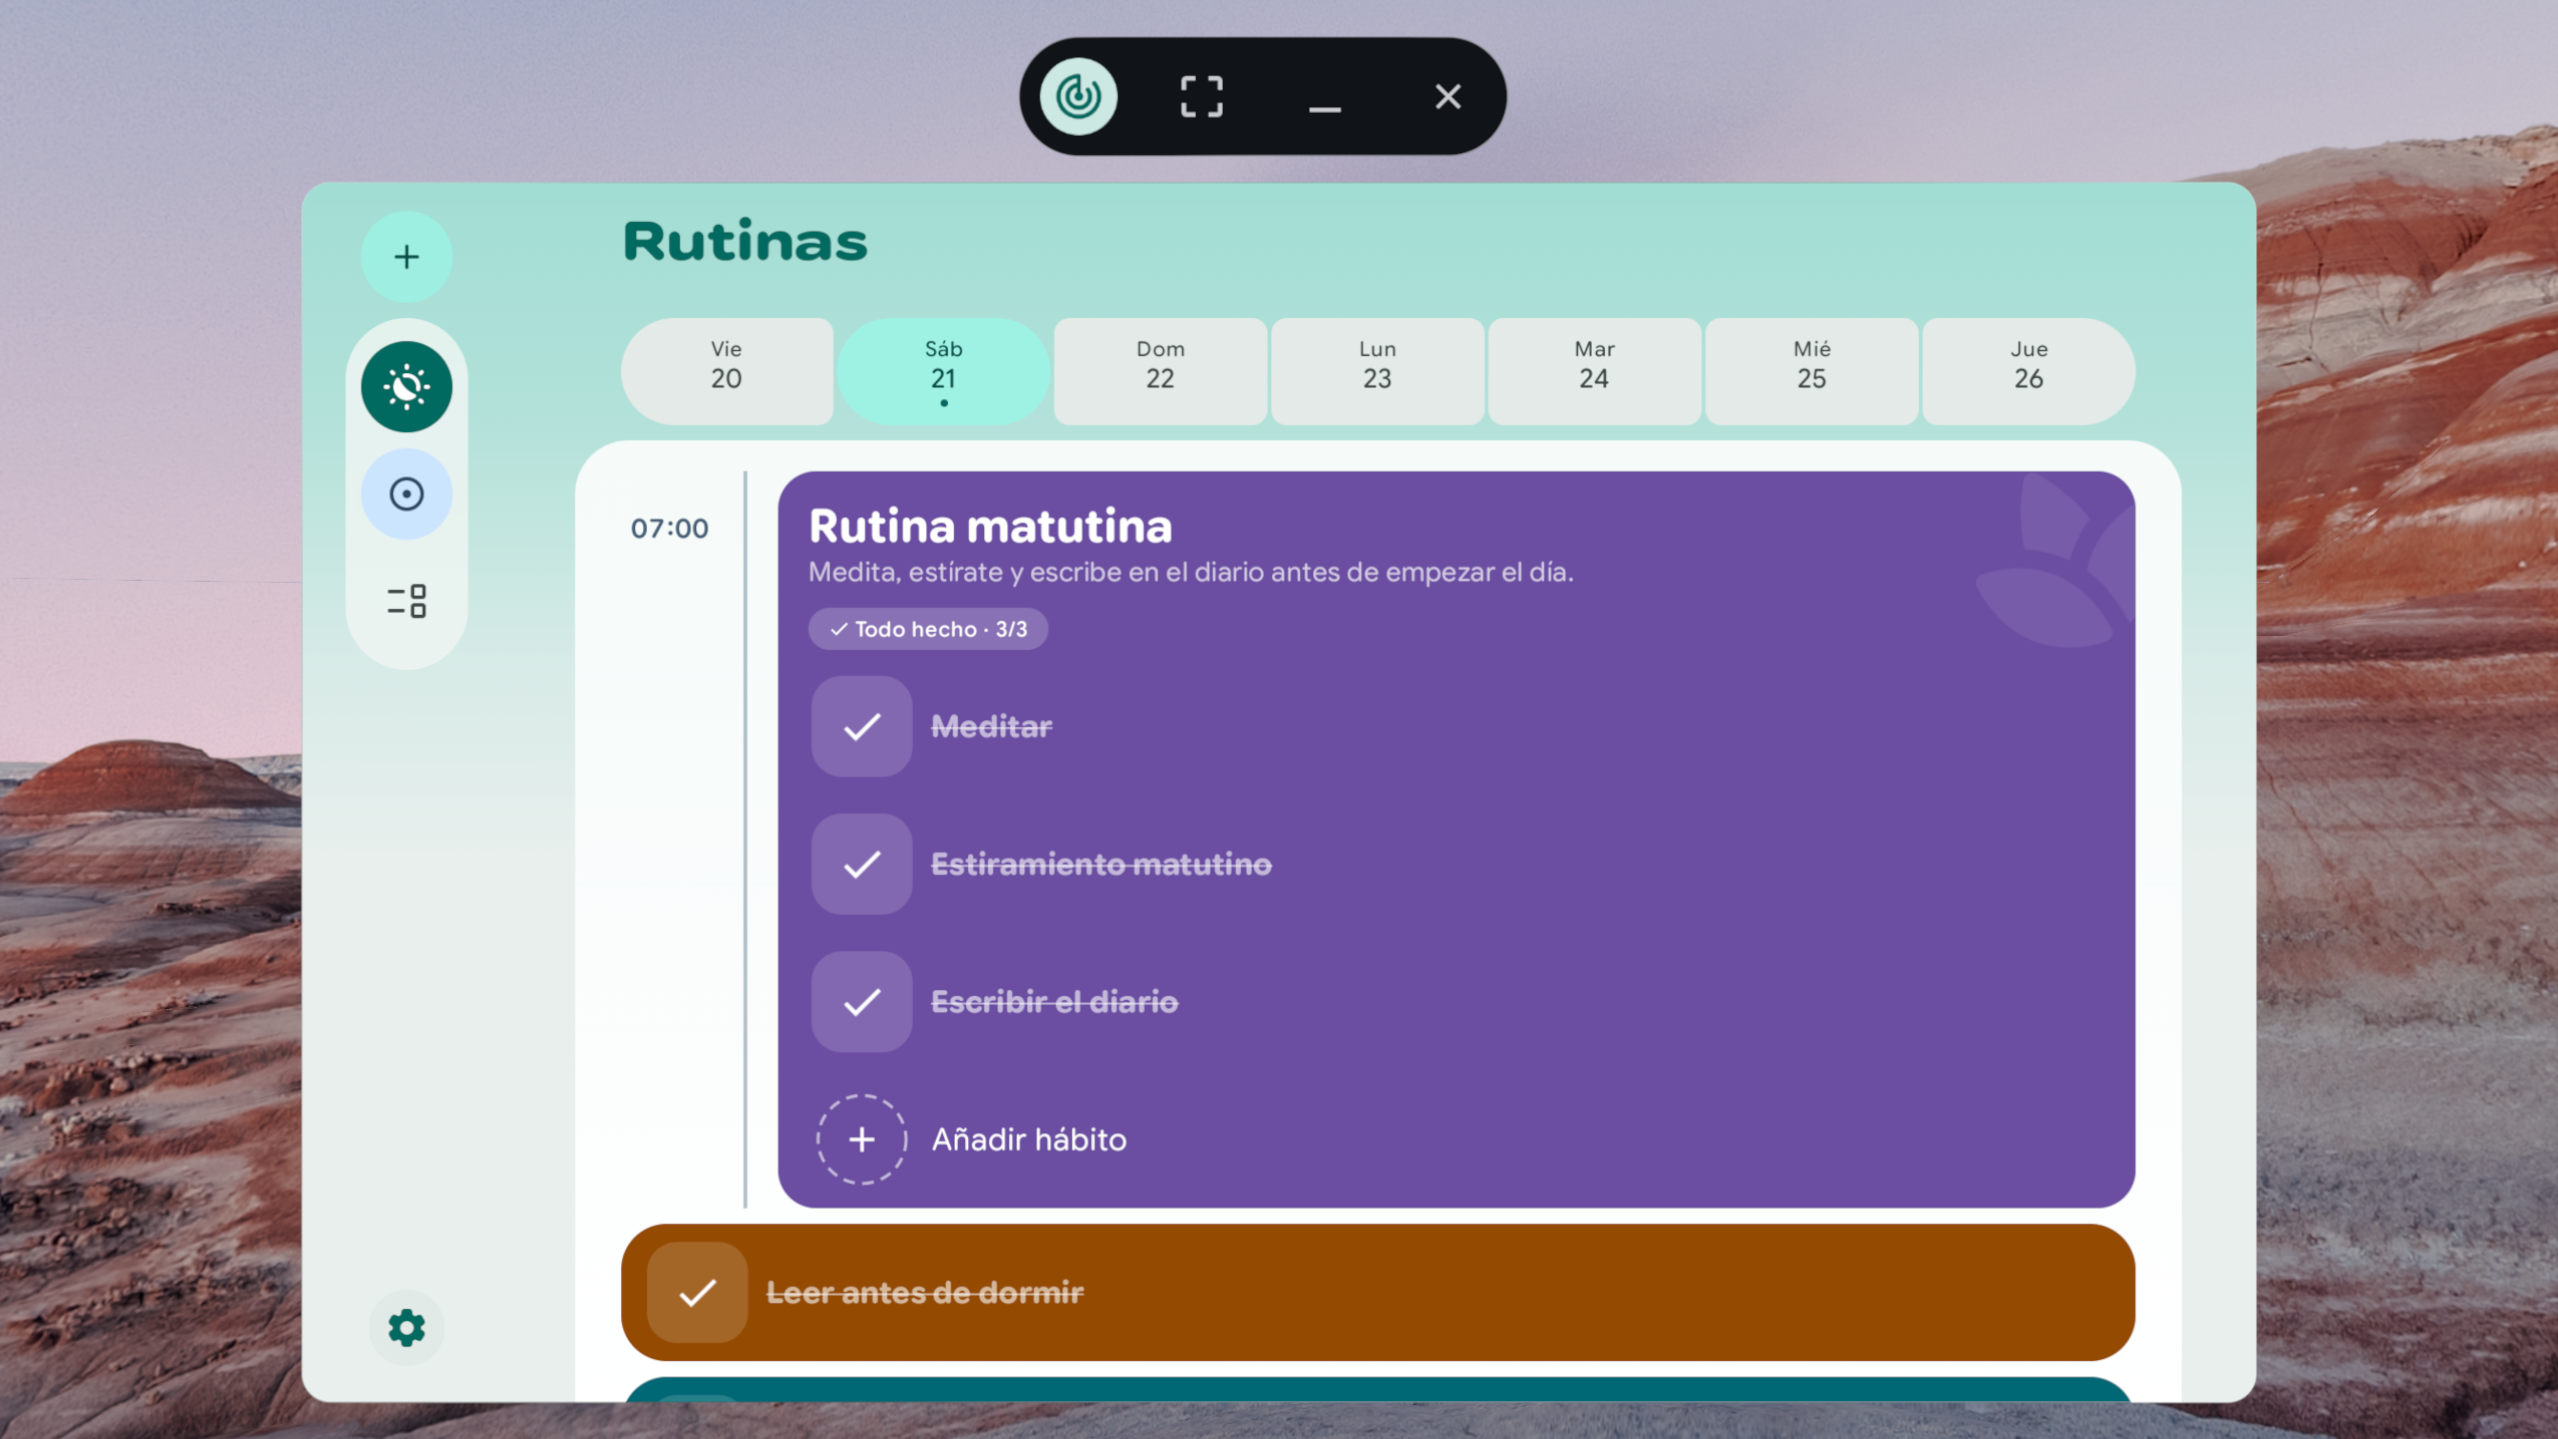 Rutinas
Vie
20
Sáb
21
Dom
22
Lun
23
Mar
24
Mié
25
Jue
26
07:00
Rutina matutina
Medita, estírate y escribe en el diario antes de empezar el día.
Todo hecho · 3/3
Meditar
Estiramiento matutino
Escribir el diario
Añadir hábito
Leer antes de dormir